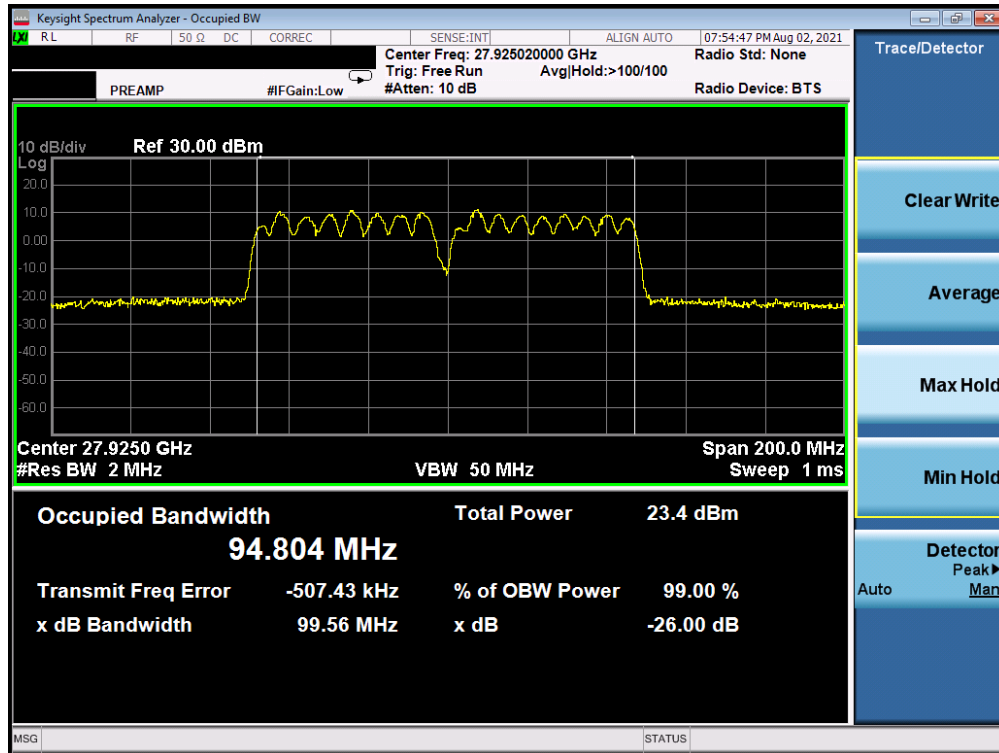 Keysight Spectrum Analyzer - Occupied BW
LXI RL RF 50 Ω DC CORREC SENSE:INT ALIGN AUTO 07:54:47 PM Aug 02, 2021
Center Freq: 27.925020000 GHz Radio Std: None
Trig: Free Run Avg|Hold:>100/100
PREAMP #IFGain:Low #Atten: 10 dB Radio Device: BTS
10 dB/div Ref 30.00 dBm
Log
20.0
10.0
0.00
-10.0
-20.0
-30.0
-40.0
-50.0
-60.0
Center 27.9250 GHz Span 200.0 MHz
#Res BW 2 MHz VBW 50 MHz Sweep 1 ms
Occupied Bandwidth Total Power 23.4 dBm
94.804 MHz
Transmit Freq Error -507.43 kHz % of OBW Power 99.00 %
x dB Bandwidth 99.56 MHz x dB -26.00 dB
MSG STATUS
Trace/Detector
Clear Write
Average
Max Hold
Min Hold
Detector
Peak▶
Auto Man